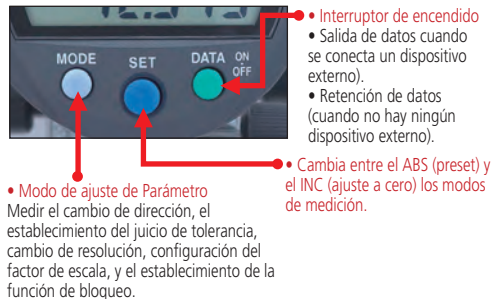 MODE
SET
DATA
ON
OFF
• Interruptor de encendido
• Salida de datos cuando
se conecta un dispositivo
externo).
• Retención de datos
(cuando no hay ningún
dispositivo externo).
• Cambia entre el ABS (preset) y
el INC (ajuste a cero) los modos
de medición.
• Modo de ajuste de Parámetro
Medir el cambio de dirección, el
establecimiento del juicio de tolerancia,
cambio de resolución, configuración del
factor de escala, y el establecimiento de la
función de bloqueo.